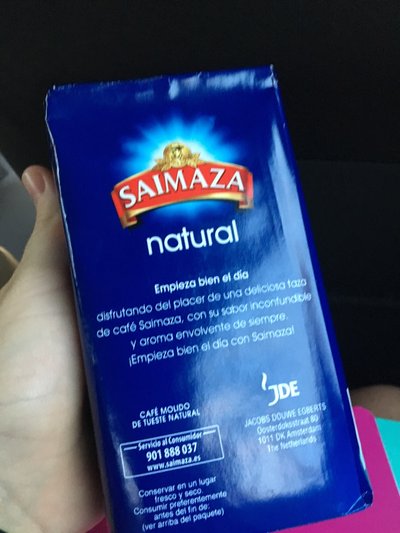 SAIMAZA
natural
Empieza bien el día
disfrutando del placer de una deliciosa taza
de café Saimaza, con su sabor inconfundible
y aroma envolvente de siempre.
¡Empieza bien el día con Saimaza!
CAFÉ MOLIDO
DE TUESTE NATURAL
Servicio al Consumidor
901 888 037
www.saimaza.es
Conservar en un lugar
fresco y seco.
Consumir preferentemente
antes del fin de:
(ver arriba del paquete)
JDE
JACOBS DOUWE EGBERTS
Oosterdoksstraat 80
1011 DK Amsterdam
The Netherlands